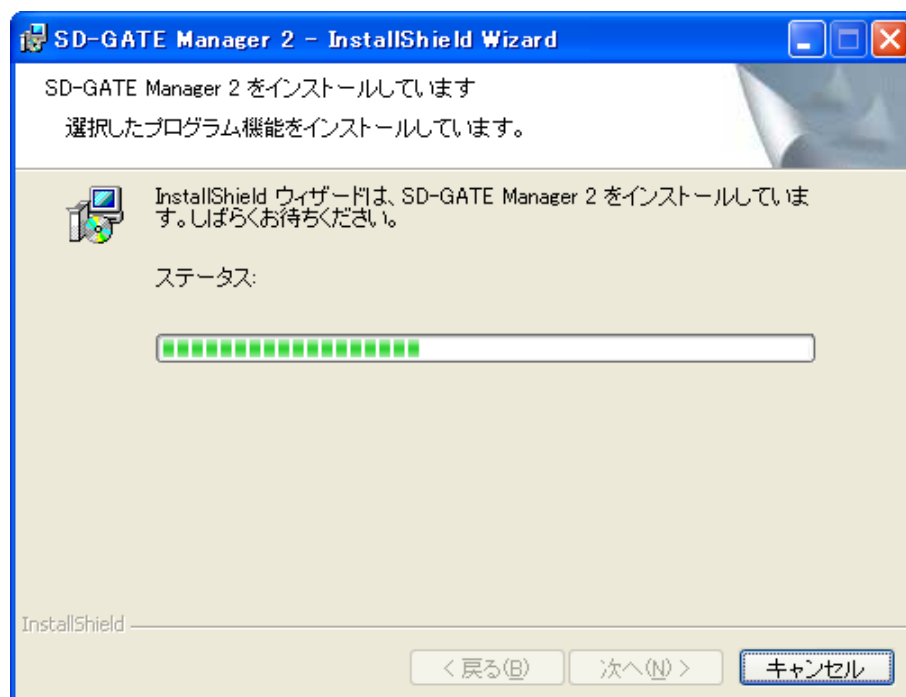 SD-GATE Manager 2 - InstallShield Wizard
SD-GATE Manager 2 をインストールしています
選択したプログラム機能をインストールしています。
InstallShield ウィザードは、SD-GATE Manager 2 をインストールしていま
す。しばらくお待ちください。
ステータス:
InstallShield
< 戻る(B)
次へ(N) >
キャンセル